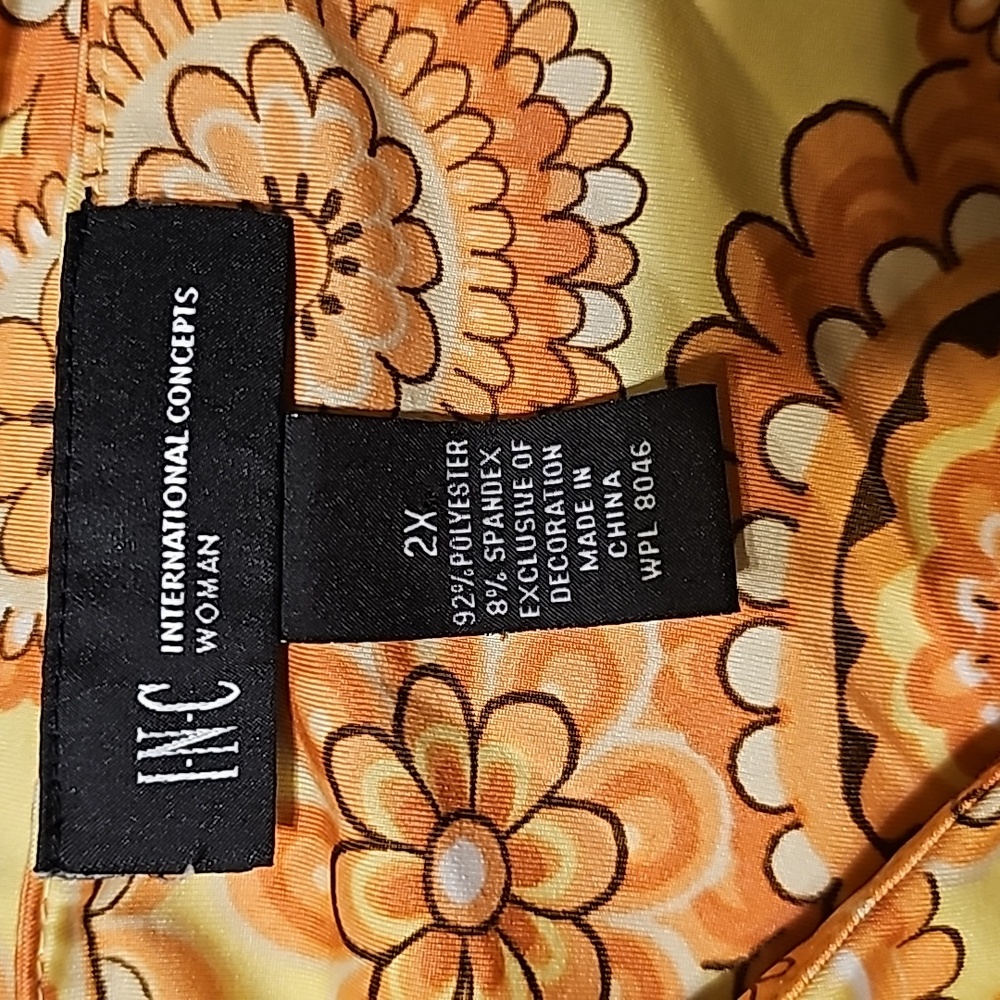 I·N·C
INTERNATIONAL CONCEPTS
WOMAN
2X
92% POLYESTER
8% SPANDEX
EXCLUSIVE OF
DECORATION
MADE IN
CHINA
WPL 8046